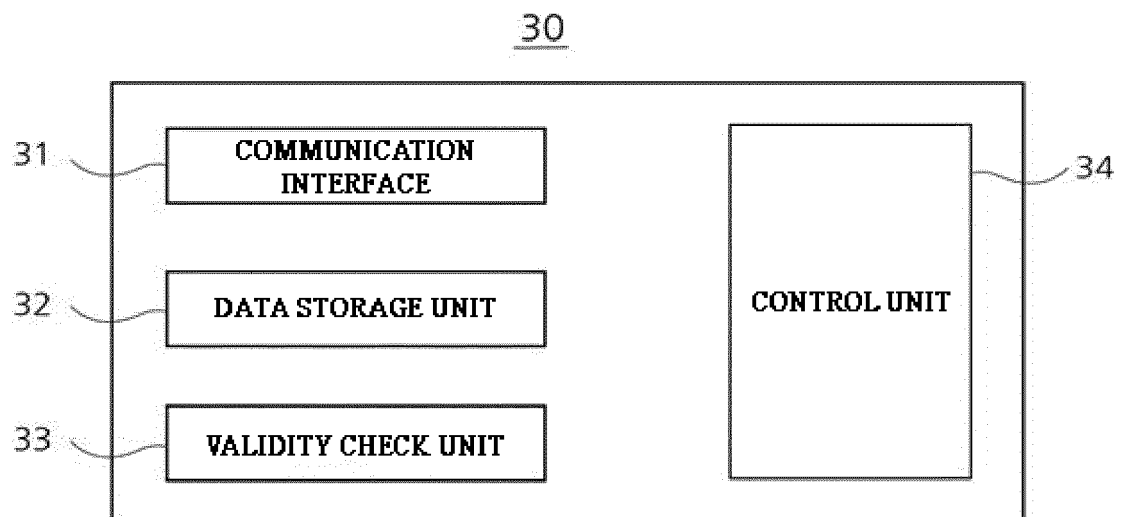 30
31
COMMUNICATION
INTERFACE
34
32
DATA STORAGE UNIT
CONTROL UNIT
33
VALIDITY CHECK UNIT